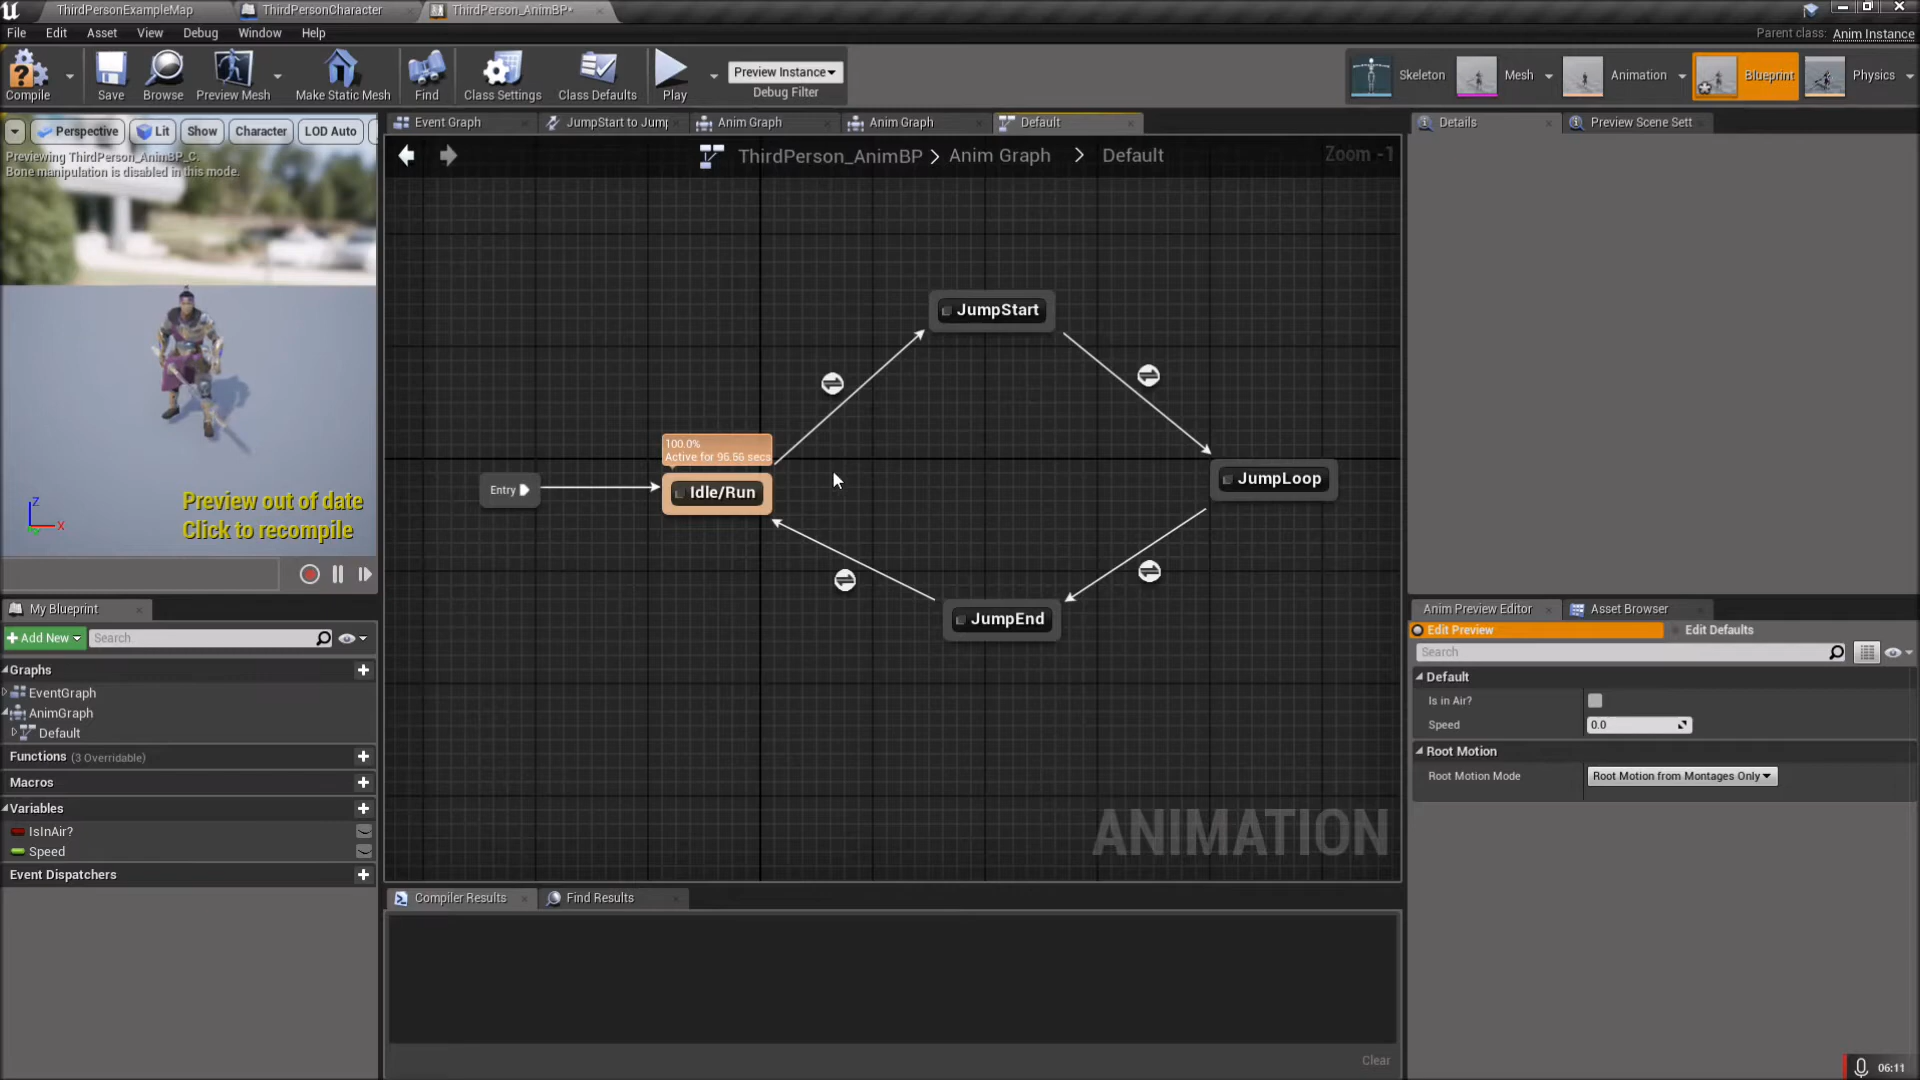 ThirdPersonExampleMap
ThirdPersonCharacter
ThirdPerson_AnimBP*
File Edit Asset View Debug Window Help
Parent class: Anim Instance
Compile
Save
Browse
Preview Mesh
Make Static Mesh
Find
Class Settings
Class Defaults
Play
Preview Instance
Debug Filter
Skeleton
Mesh
Animation
Blueprint
Physics
Perspective
Lit
Show
Character
LOD Auto
Previewing ThirdPerson_AnimBP_C.
Bone manipulation is disabled in this mode.
Z
X
Preview out of date
Click to recompile
Event Graph
JumpStart to Jump
Anim Graph
Anim Graph
Default
ThirdPerson_AnimBP > Anim Graph > Default
Zoom -1
JumpStart
100.0%
Active for 96.56 secs
Entry
Idle/Run
JumpLoop
JumpEnd
ANIMATION
My Blueprint
Add New
Search
Graphs
EventGraph
AnimGraph
Default
Functions (3 Overridable)
Macros
Variables
IsInAir?
Speed
Event Dispatchers
Compiler Results
Find Results
Clear
Details
Preview Scene Sett
Anim Preview Editor
Asset Browser
Edit Preview
Edit Defaults
Search
Default
Is in Air?
Speed
0.0
Root Motion
Root Motion Mode
Root Motion from Montages Only
06:11